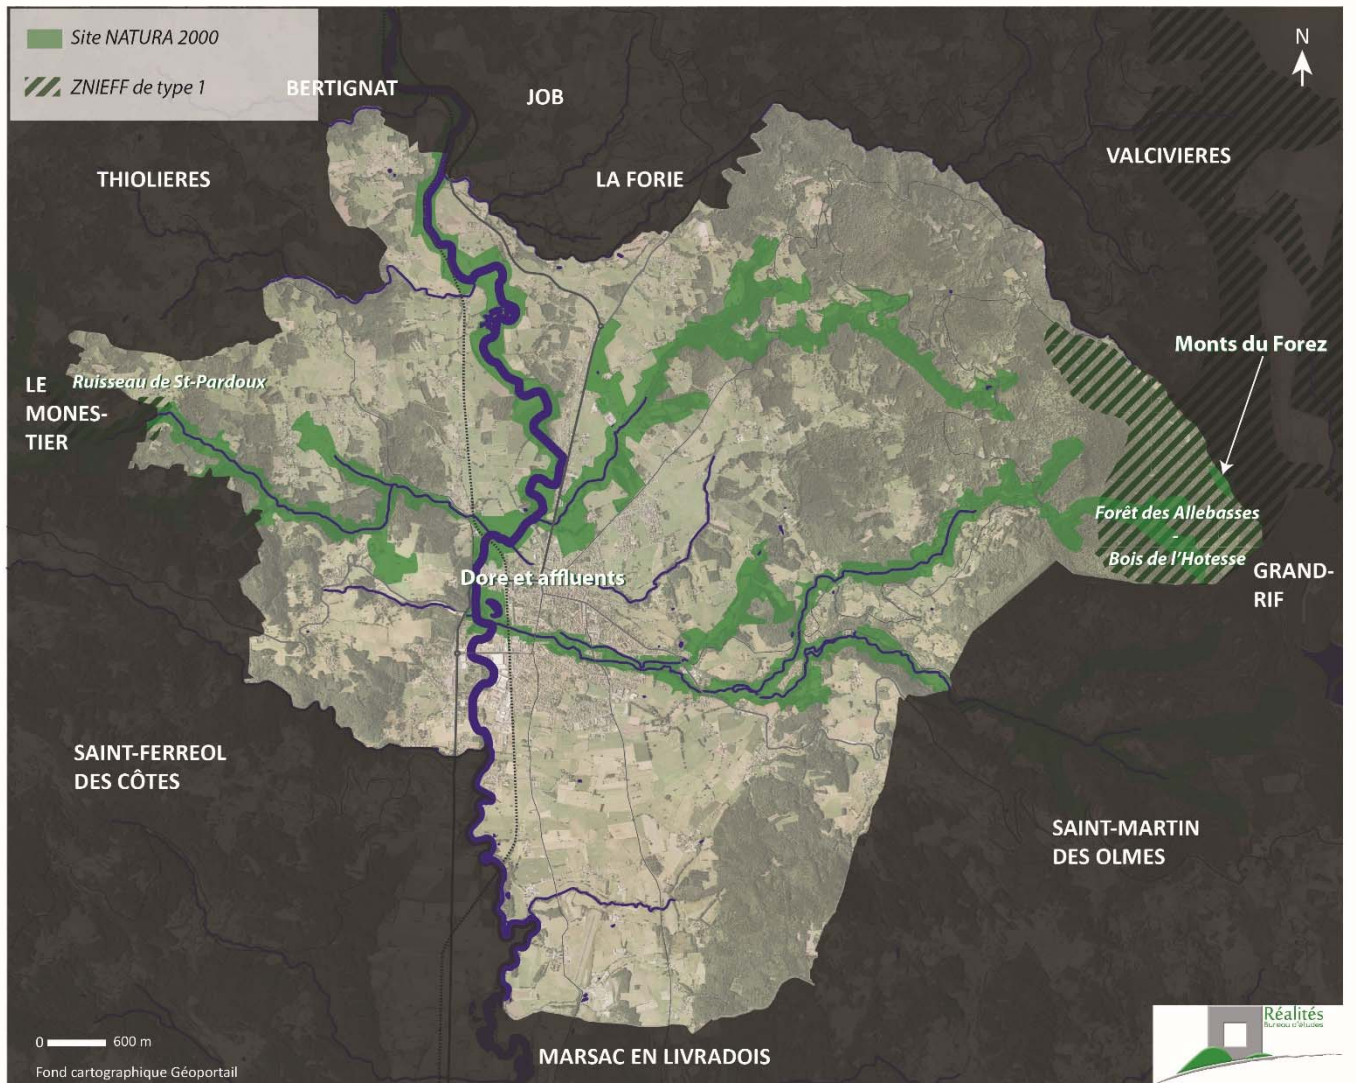 Site NATURA 2000
ZNIEFF de type 1
N
BERTIGNAT
JOB
VALCIVIERES
THIOLIERES
LA FORIE
Monts du Forez
Ruisseau de St-Pardoux
LE
MONES-
TIER
Forêt des Allebasses
-
Bois de l'Hotesse
GRAND-
RIF
Dore et affluents
SAINT-FERREOL
DES CÔTES
SAINT-MARTIN
DES OLMES
Réalités
Bureau d'études
0 600 m
MARSAC EN LIVRADOIS
Fond cartographique Géoportail